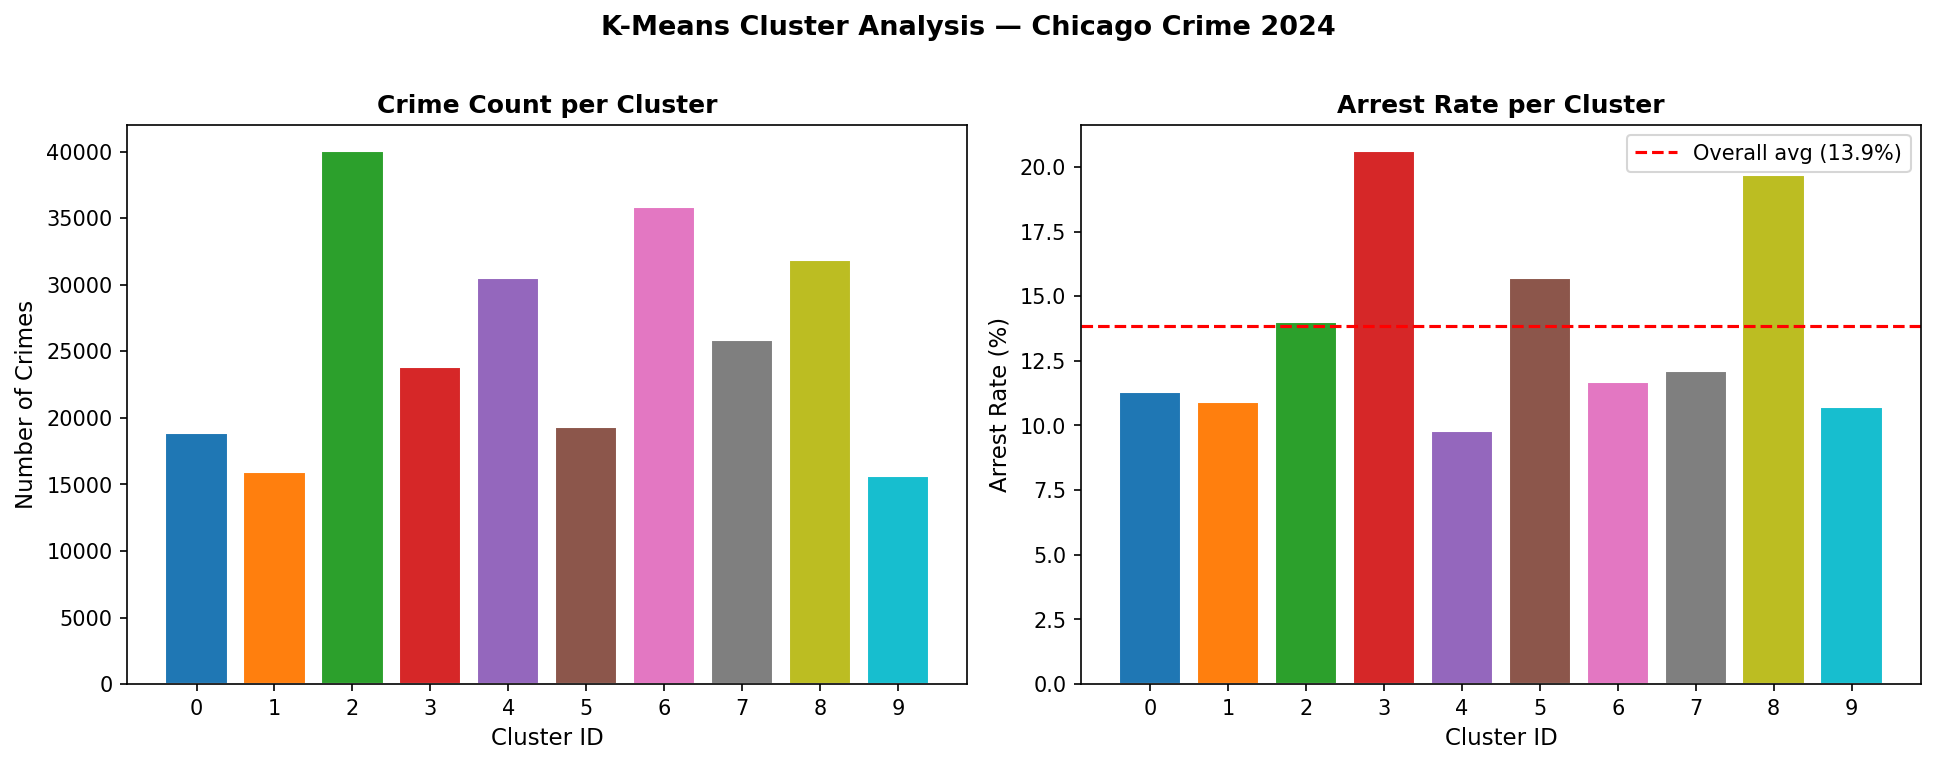 K-Means Cluster Analysis — Chicago Crime 2024
Crime Count per Cluster
Number of Crimes
40000
35000
30000
25000
20000
15000
10000
5000
0
0 1 2 3 4 5 6 7 8 9
Cluster ID
Arrest Rate per Cluster
Overall avg (13.9%)
Arrest Rate (%)
20.0
17.5
15.0
12.5
10.0
7.5
5.0
2.5
0.0
0 1 2 3 4 5 6 7 8 9
Cluster ID